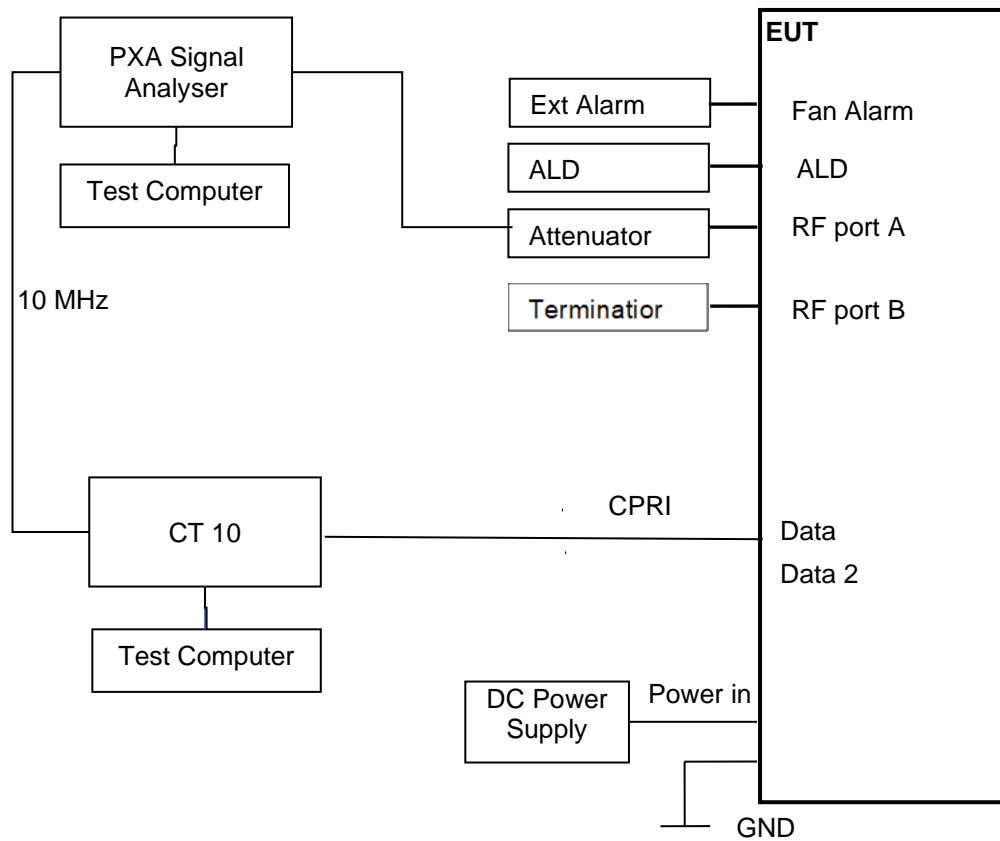 EUT
PXA Signal
Analyser
Test Computer
Ext Alarm
Fan Alarm
ALD
ALD
Attenuator
RF port A
Terminatior
RF port B
10 MHz
CPRI
CT 10
Data
Data 2
Test Computer
DC Power
Supply
Power in
GND